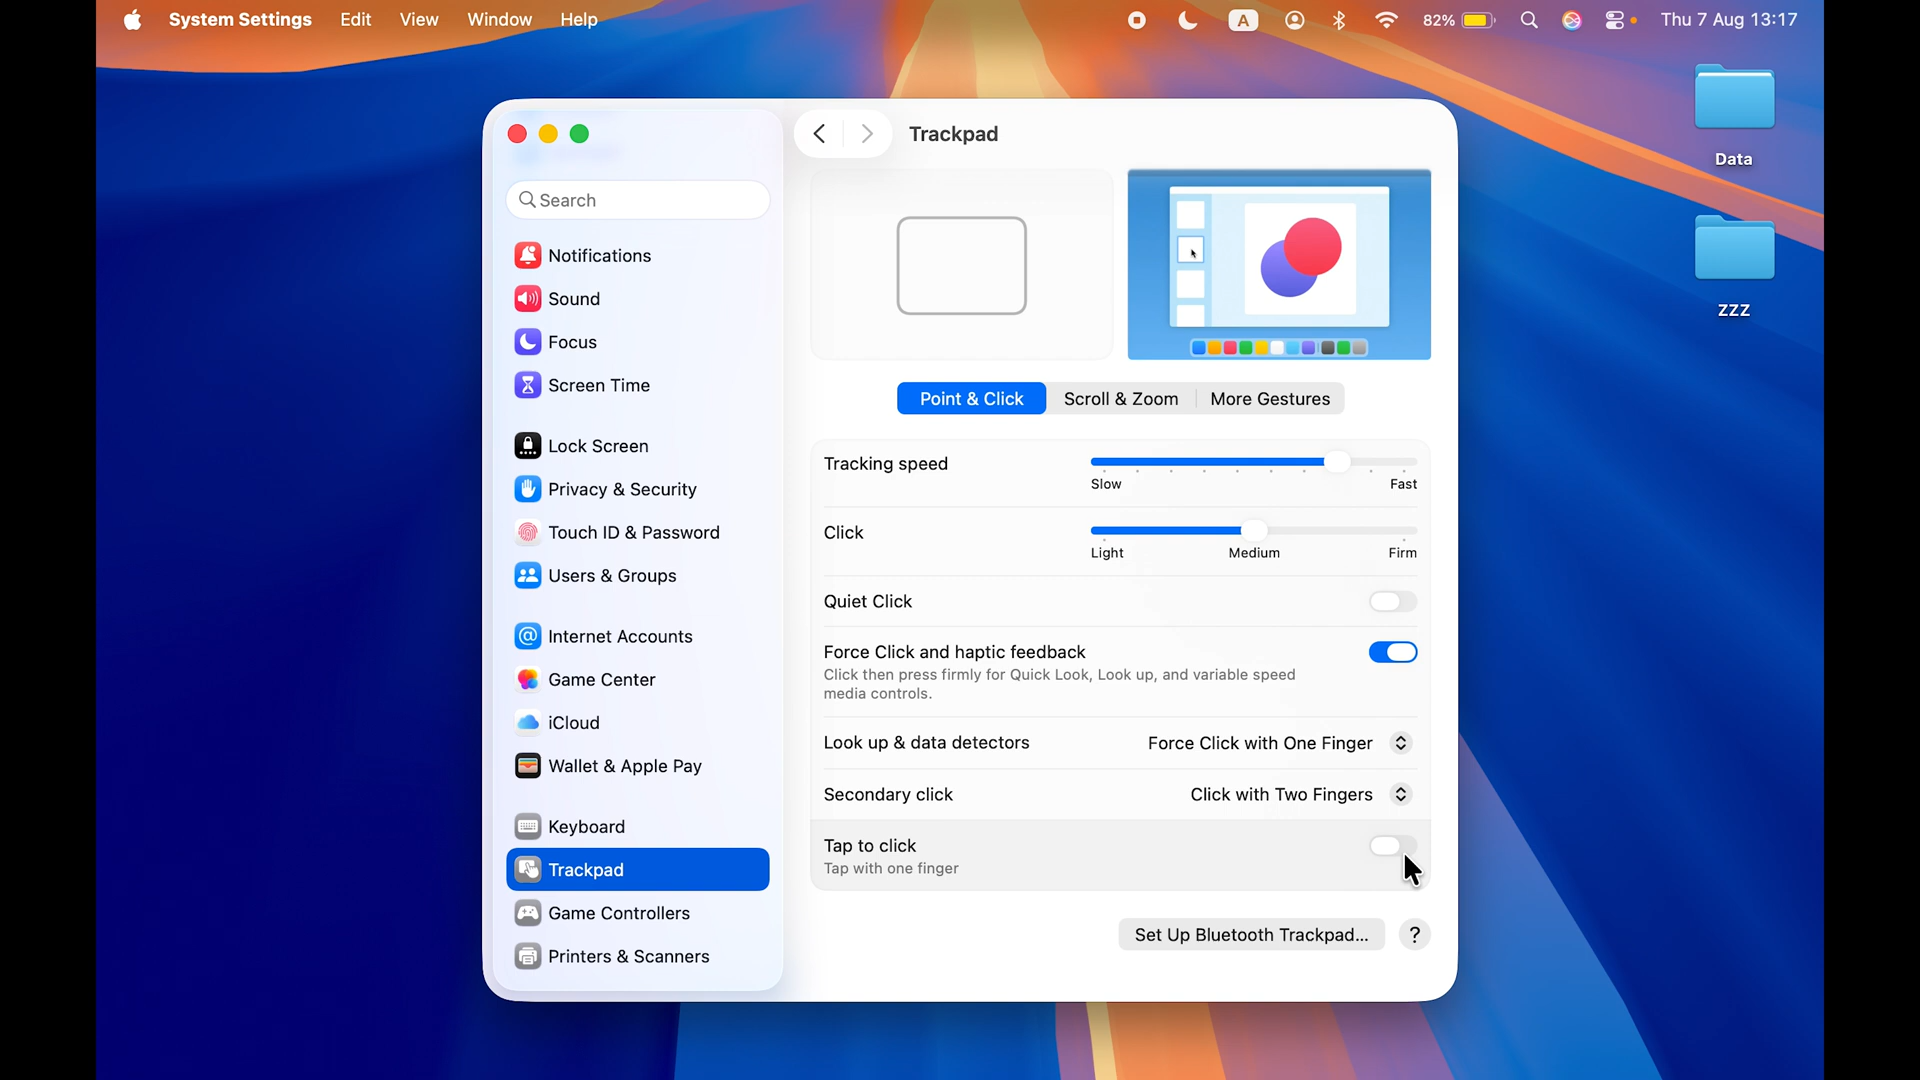 System Settings Edit View Window Help
A 82% Thu 7 Aug 13:17
Data
ZZZ
Search
Notifications
Sound
Focus
Screen Time
Lock Screen
Privacy & Security
Touch ID & Password
Users & Groups
Internet Accounts
Game Center
iCloud
Wallet & Apple Pay
Keyboard
Trackpad
Game Controllers
Printers & Scanners
Trackpad
Point & Click Scroll & Zoom More Gestures
Tracking speed
Slow Fast
Click
Light Medium Firm
Quiet Click
Force Click and haptic feedback
Click then press firmly for Quick Look, Look up, and variable speed
media controls.
Look up & data detectors Force Click with One Finger
Secondary click Click with Two Fingers
Tap to click
Tap with one finger
Set Up Bluetooth Trackpad... ?